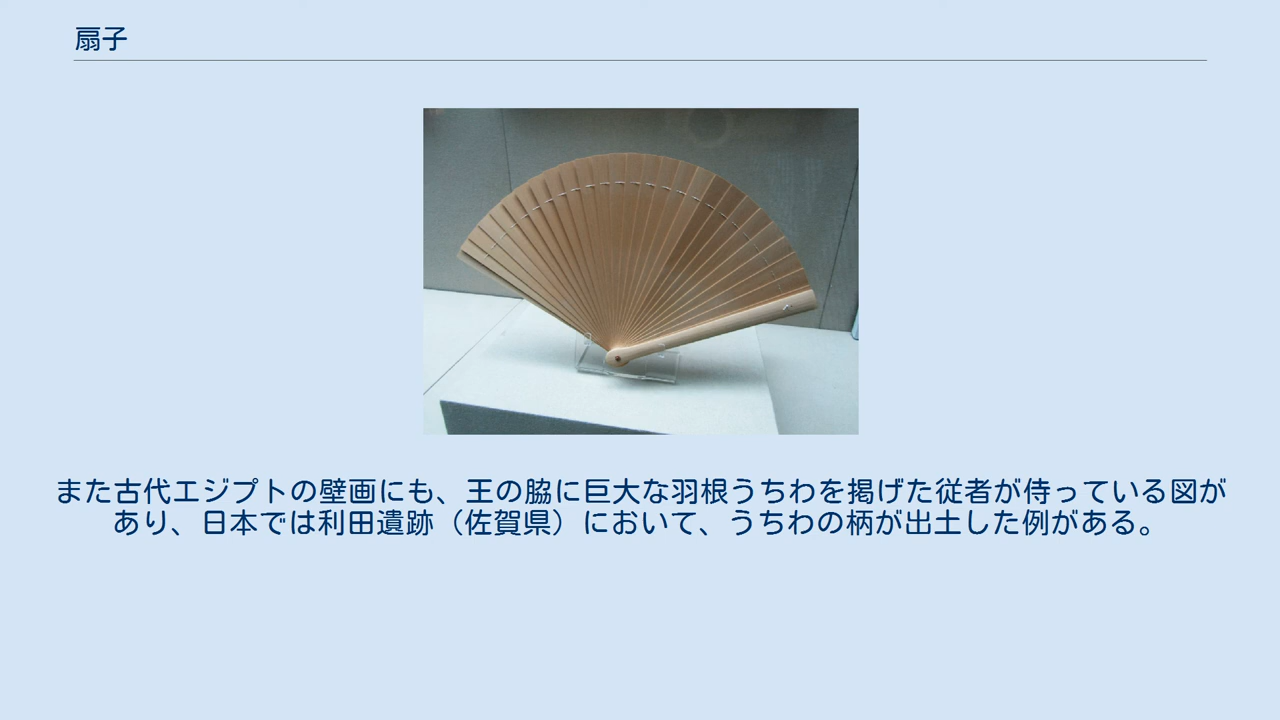 扇子
また古代エジプトの壁画にも、王の脇に巨大な羽根うちわを掲げた従者が侍っている図が
あり、日本では利田遺跡（佐賀県）において、うちわの柄が出土した例がある。